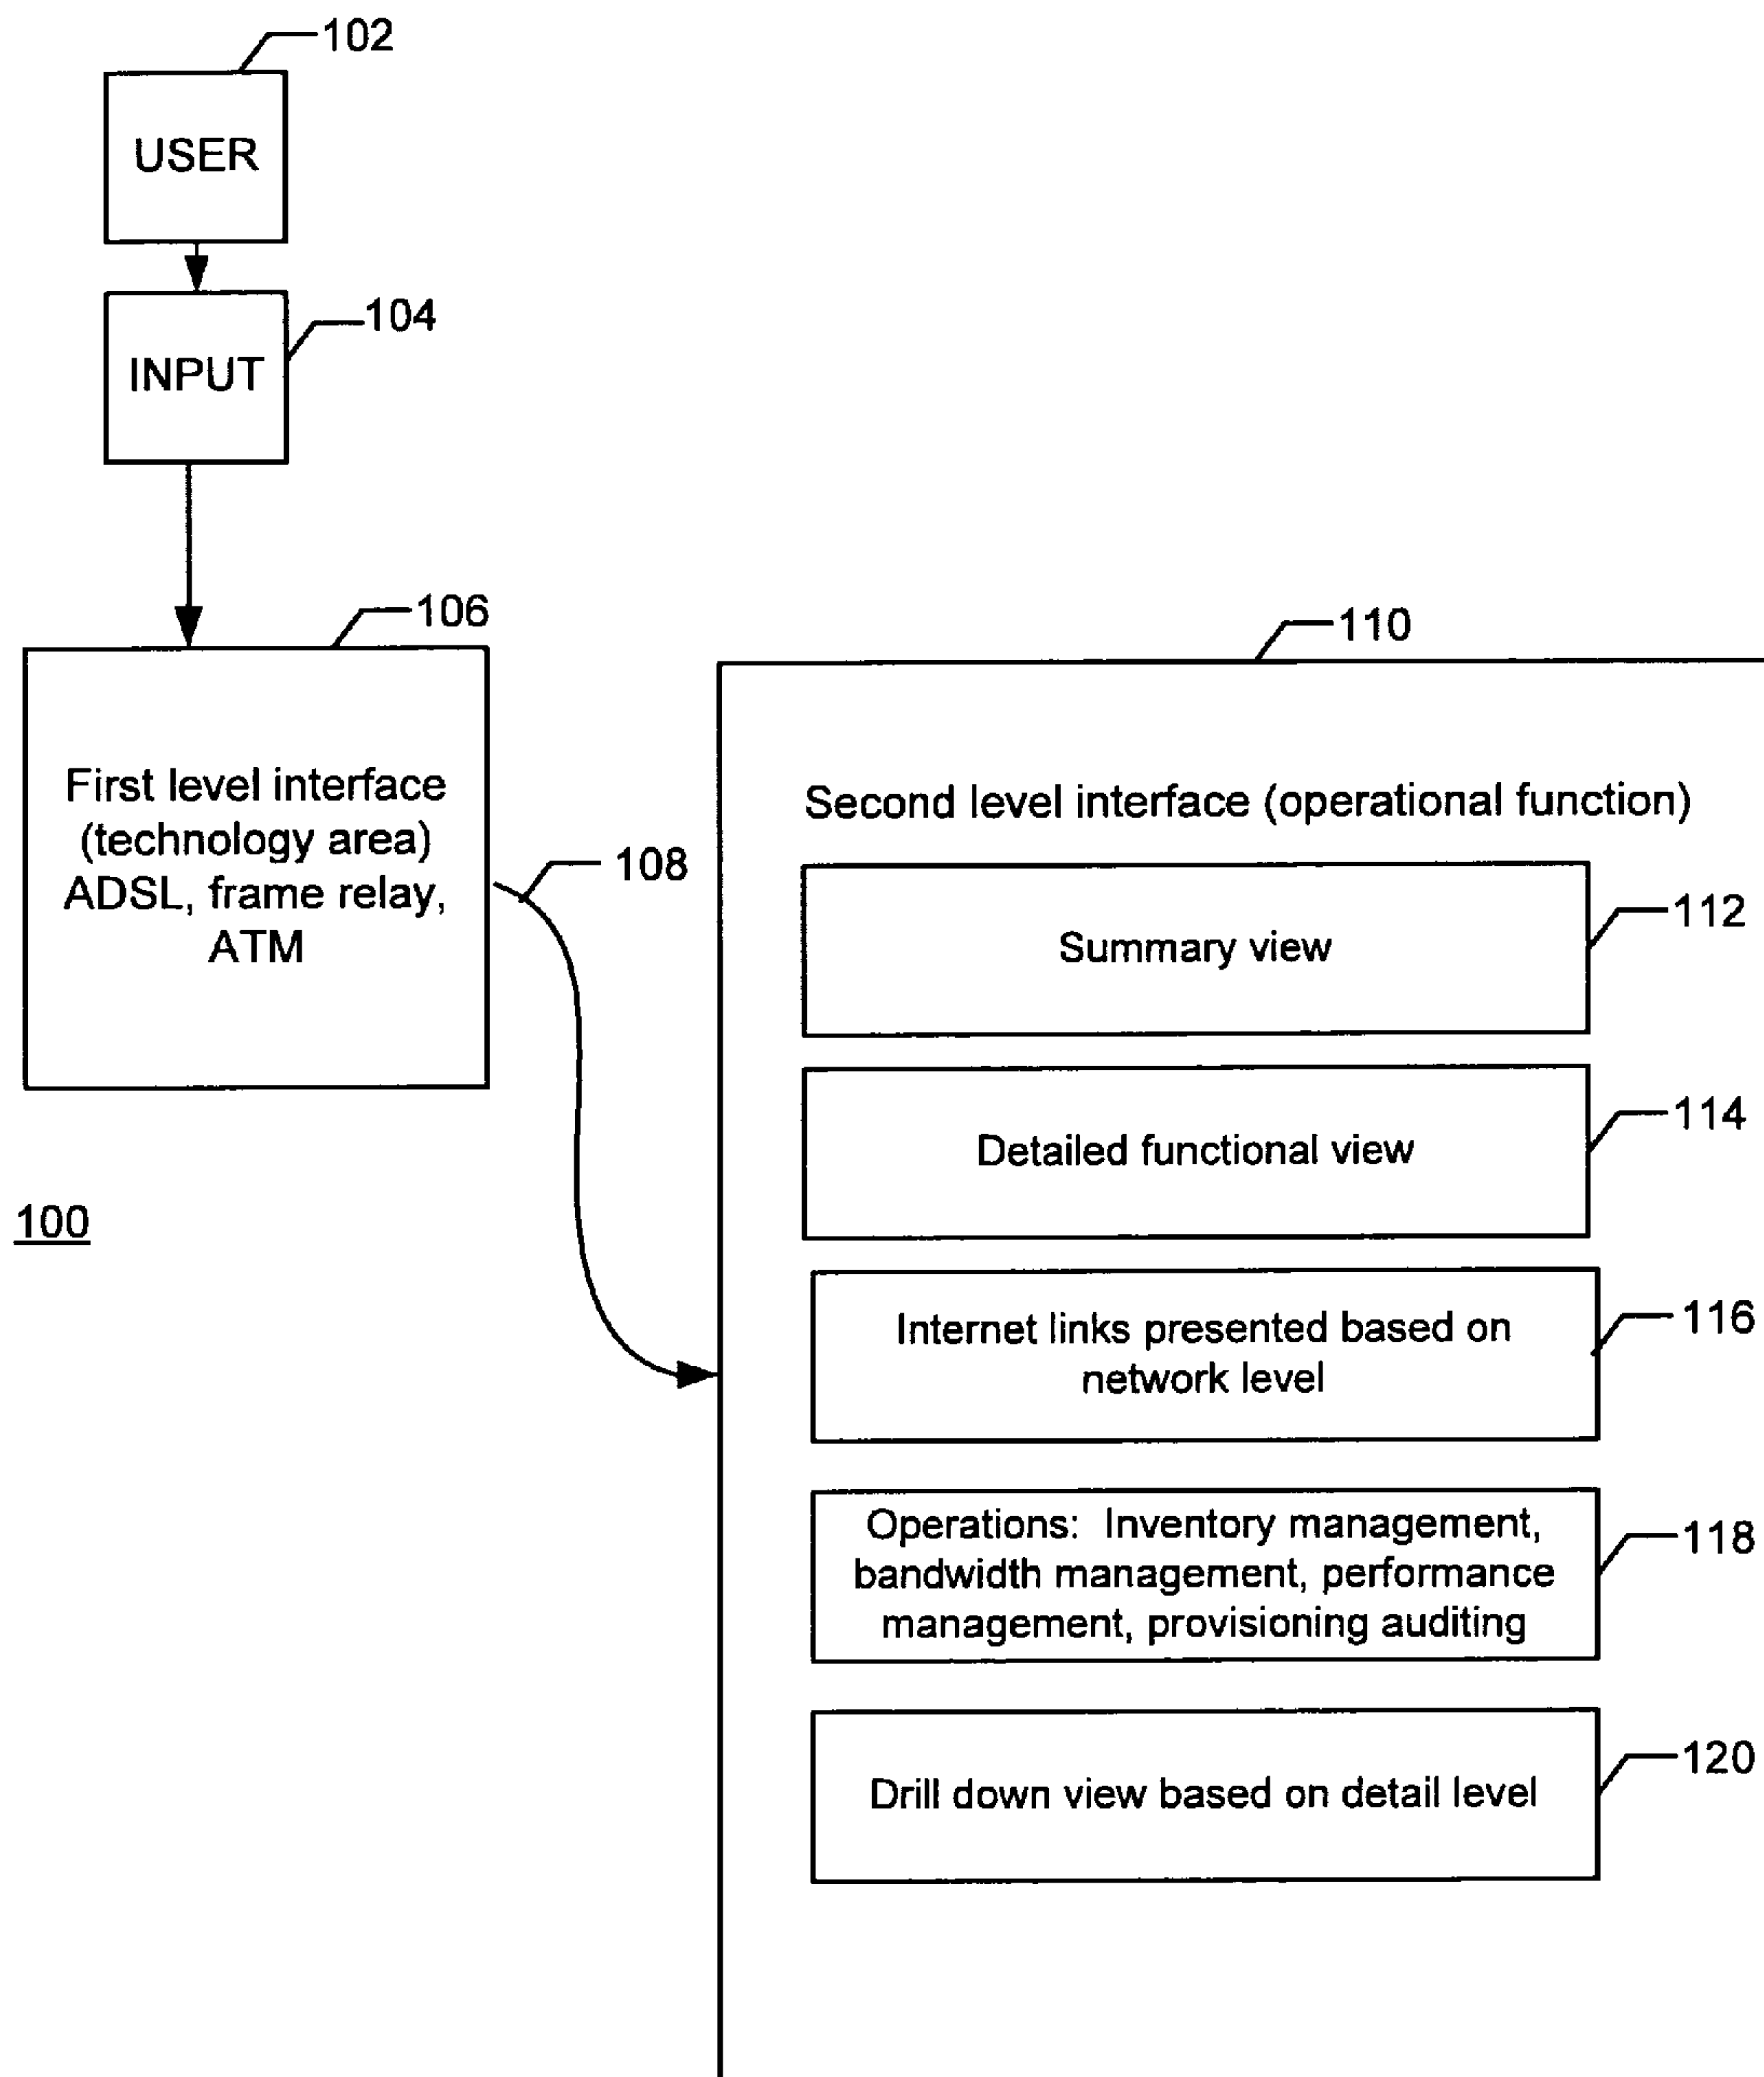 102
USER
104
INPUT
106
First level interface
(technology area)
ADSL, frame relay,
ATM
108
100
110
Second level interface (operational function)
112
Summary view
114
Detailed functional view
116
Internet links presented based on
network level
118
Operations: Inventory management,
bandwidth management, performance
management, provisioning auditing
120
Drill down view based on detail level